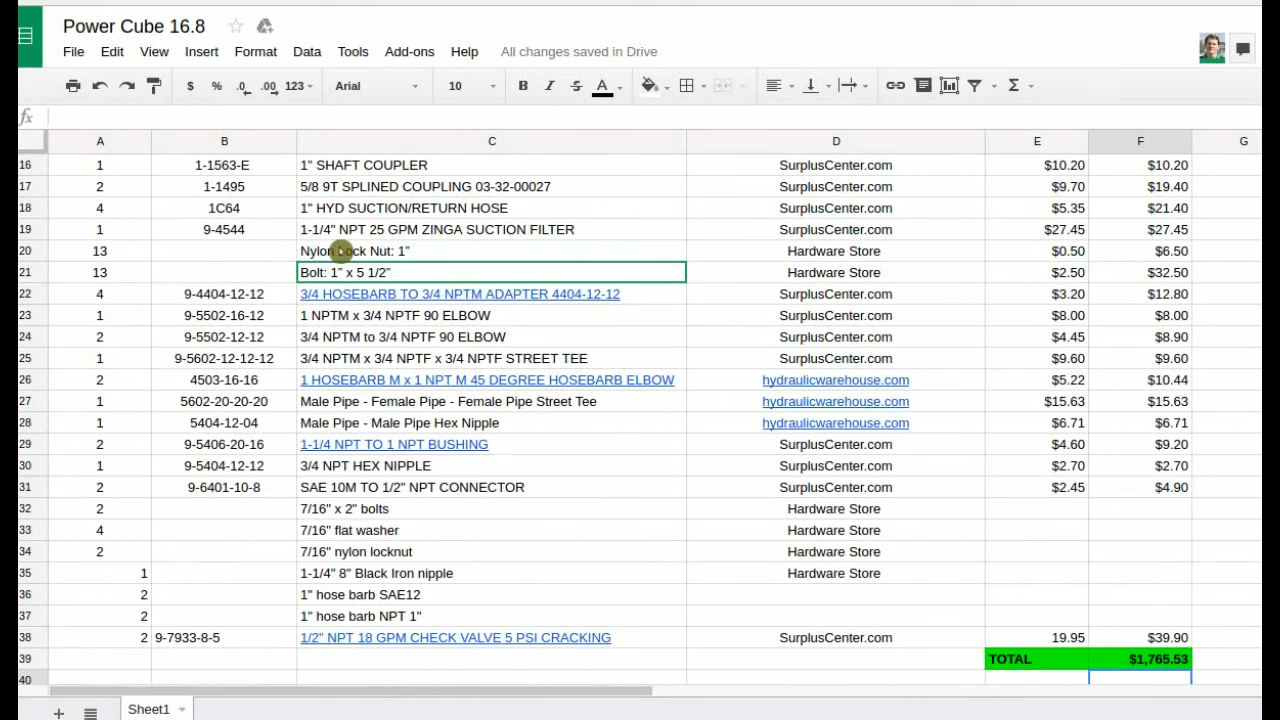 Power Cube 16.8
File Edit View Insert Format Data Tools Add-ons Help All changes saved in Drive
$ % .0 .00 123 Arial 10 B I S A Σ
fx
A B C D E F G
16 1 1-1563-E 1" SHAFT COUPLER SurplusCenter.com $10.20 $10.20
17 2 1-1495 5/8 9T SPLINED COUPLING 03-32-00027 SurplusCenter.com $9.70 $19.40
18 4 1C64 1" HYD SUCTION/RETURN HOSE SurplusCenter.com $5.35 $21.40
19 1 9-4544 1-1/4" NPT 25 GPM ZINGA SUCTION FILTER SurplusCenter.com $27.45 $27.45
20 13 Nylon Lock Nut: 1" Hardware Store $0.50 $6.50
21 13 Bolt: 1" x 5 1/2" Hardware Store $2.50 $32.50
22 4 9-4404-12-12 3/4 HOSEBARB TO 3/4 NPTM ADAPTER 4404-12-12 SurplusCenter.com $3.20 $12.80
23 1 9-5502-16-12 1 NPTM x 3/4 NPTF 90 ELBOW SurplusCenter.com $8.00 $8.00
24 2 9-5502-12-12 3/4 NPTM to 3/4 NPTF 90 ELBOW SurplusCenter.com $4.45 $8.90
25 1 9-5602-12-12-12 3/4 NPTM x 3/4 NPTF x 3/4 NPTF STREET TEE SurplusCenter.com $9.60 $9.60
26 2 4503-16-16 1 HOSEBARB M x 1 NPT M 45 DEGREE HOSEBARB ELBOW hydraulicwarehouse.com $5.22 $10.44
27 1 5602-20-20-20 Male Pipe - Female Pipe - Female Pipe Street Tee hydraulicwarehouse.com $15.63 $15.63
28 1 5404-12-04 Male Pipe - Male Pipe Hex Nipple hydraulicwarehouse.com $6.71 $6.71
29 2 9-5406-20-16 1-1/4 NPT TO 1 NPT BUSHING SurplusCenter.com $4.60 $9.20
30 1 9-5404-12-12 3/4 NPT HEX NIPPLE SurplusCenter.com $2.70 $2.70
31 2 9-6401-10-8 SAE 10M TO 1/2" NPT CONNECTOR SurplusCenter.com $2.45 $4.90
32 2 7/16" x 2" bolts Hardware Store
33 4 7/16" flat washer Hardware Store
34 2 7/16" nylon locknut Hardware Store
35 1 1-1/4" 8" Black Iron nipple Hardware Store
36 2 1" hose barb SAE12
37 2 1" hose barb NPT 1"
38 2 9-7933-8-5 1/2" NPT 18 GPM CHECK VALVE 5 PSI CRACKING SurplusCenter.com 19.95 $39.90
39 TOTAL $1,765.53
40
Sheet1